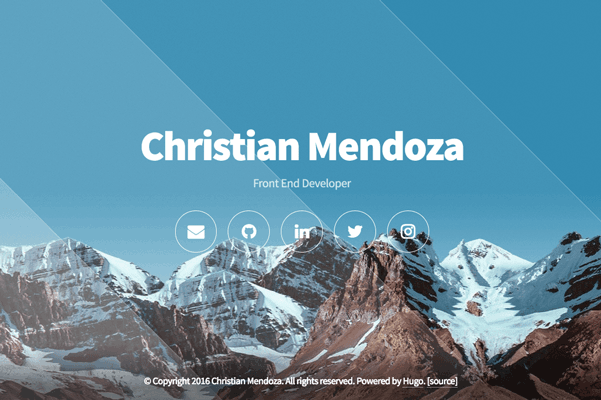 Christian Mendoza
Front End Developer
© Copyright 2016 Christian Mendoza. All rights reserved. Powered by Hugo. [source]